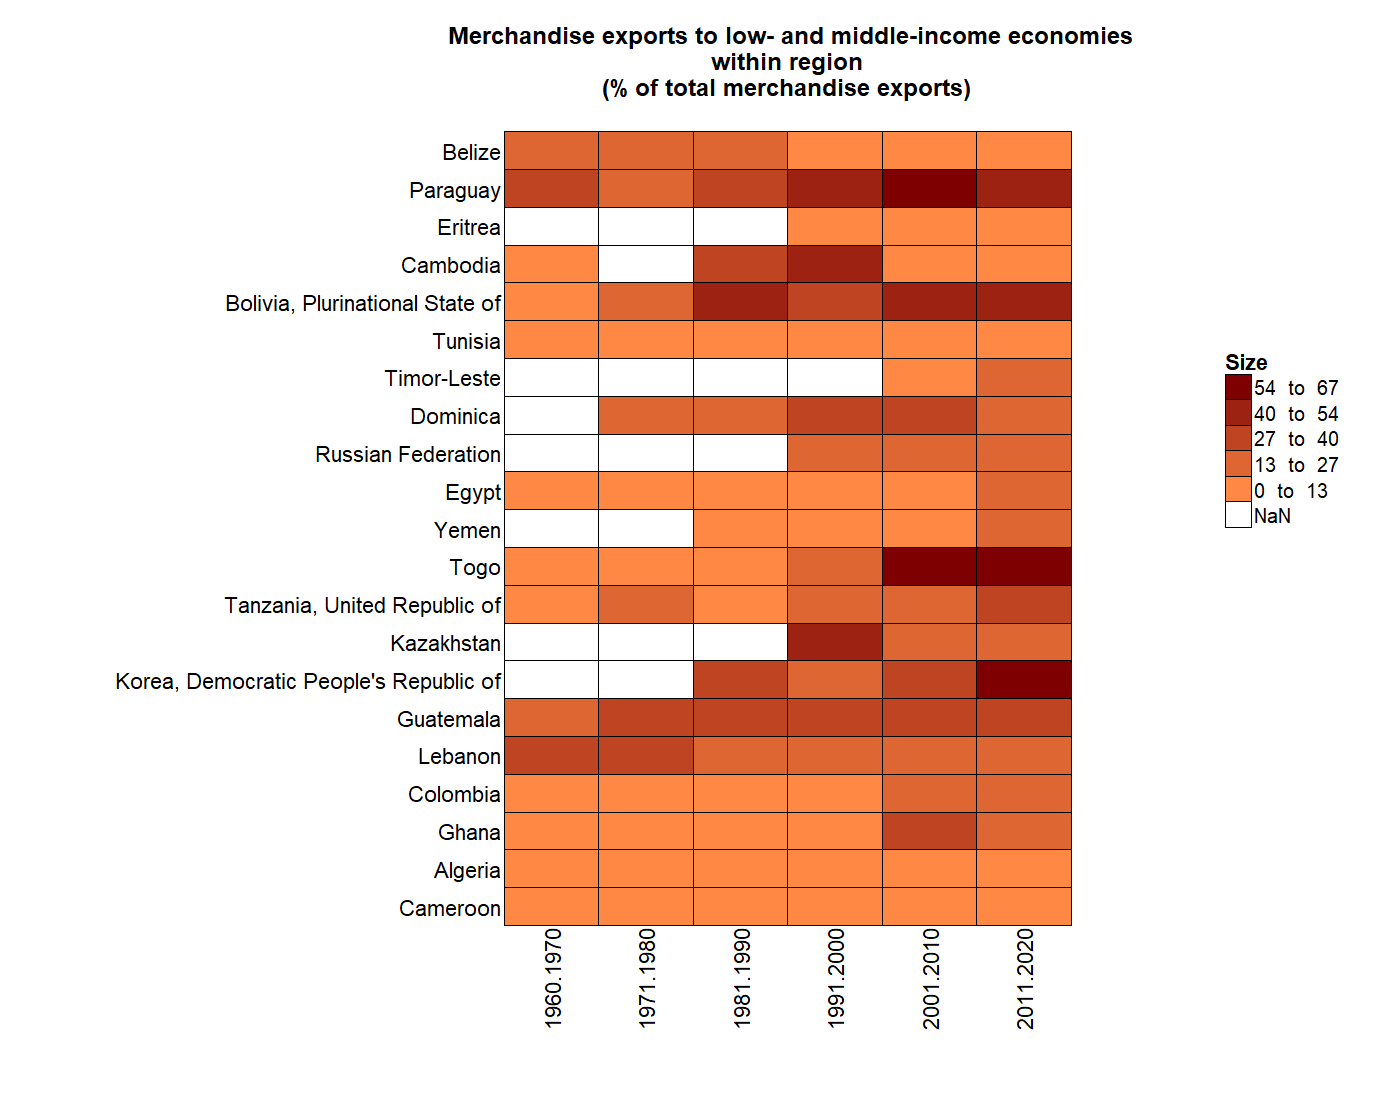 Merchandise exports to low- and middle-income economies
within region
(% of total merchandise exports)
Belize
Paraguay
Eritrea
Cambodia
Bolivia, Plurinational State of
Tunisia
Timor-Leste
Dominica
Russian Federation
Egypt
Yemen
Togo
Tanzania, United Republic of
Kazakhstan
Korea, Democratic People's Republic of
Guatemala
Lebanon
Colombia
Ghana
Algeria
Cameroon
1960.1970
1971.1980
1981.1990
1991.2000
2001.2010
2011.2020
Size
54 to 67
40 to 54
27 to 40
13 to 27
0 to 13
NaN